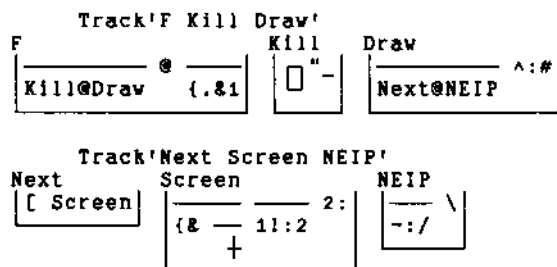 Track'F Kill Draw'
F Kill Draw
@ "- ^:#
Kill@Draw {.&1 Next@NEIP
Track'Next Screen NEIP'
Next Screen NEIP
[ Screen 2: \
{& 1!:2 -:/